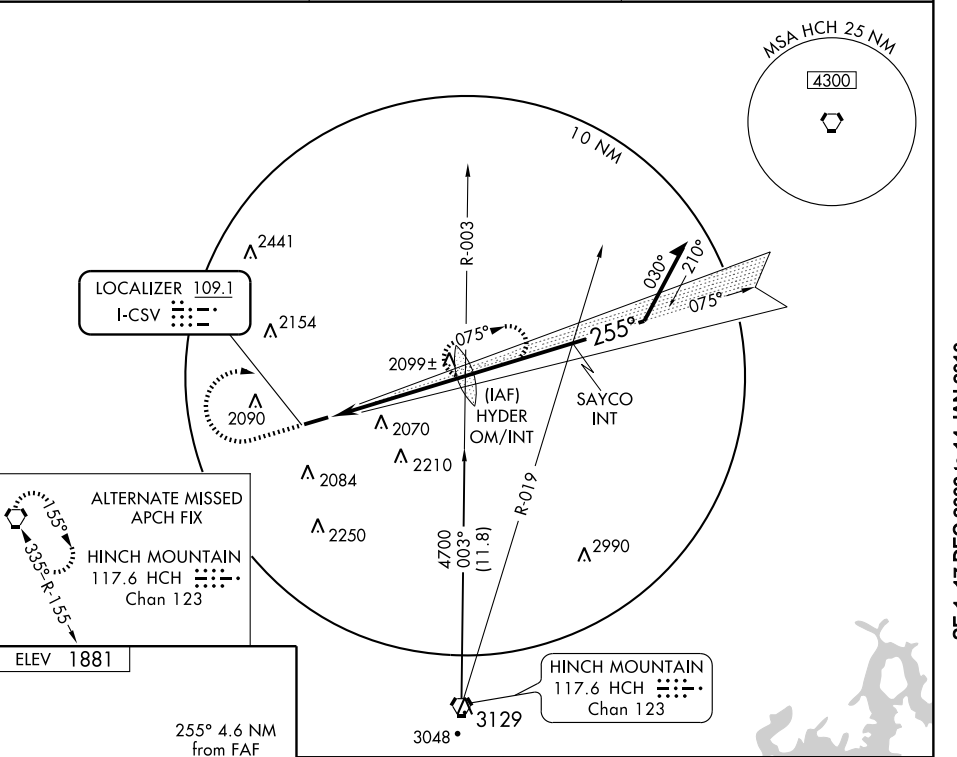 MSA HCH 25 NM
4300
10 NM
R-003
2441
LOCALIZER 109.1
I-CSV
2154
030°
210°
075°
255°
075°
2099±
(IAF)
HYDER
OM/INT
SAYCO
INT
2090
2070
2210
2084
2250
R-019
4700
003°
(11.8)
2990
ALTERNATE MISSED
APCH FIX
155°
HINCH MOUNTAIN
117.6 HCH
Chan 123
335°
R-155
ELEV 1881
HINCH MOUNTAIN
117.6 HCH
Chan 123
3129
3048
255° 4.6 NM
from FAF